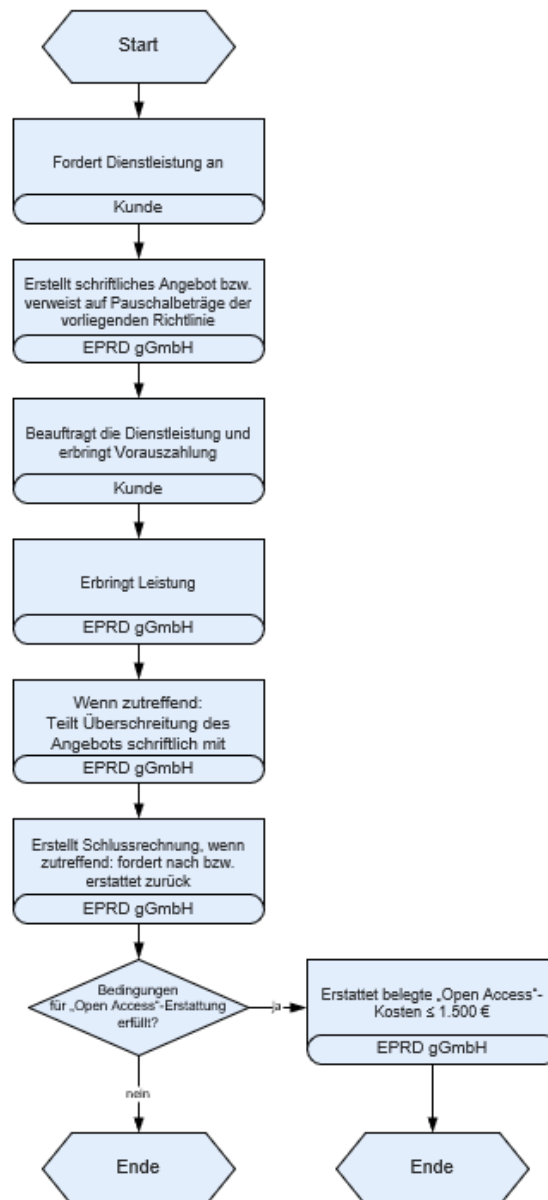 Start
Fordert Dienstleistung an
Kunde
Erstellt schriftliches Angebot bzw.
verweist auf Pauschalbeträge der
vorliegenden Richtlinie
EPRD gGmbH
Beauftragt die Dienstleistung und
erbringt Vorauszahlung
Kunde
Erbringt Leistung
EPRD gGmbH
Wenn zutreffend:
Teilt Überschreitung des
Angebots schriftlich mit
EPRD gGmbH
Erstellt Schlussrechnung, wenn
zutreffend: fordert nach bzw.
erstattet zurück
EPRD gGmbH
Bedingungen
für „Open Access“-Erstattung
erfüllt?
ja
Erstattet belegte „Open Access“-
Kosten ≤ 1.500 €
EPRD gGmbH
nein
Ende
Ende